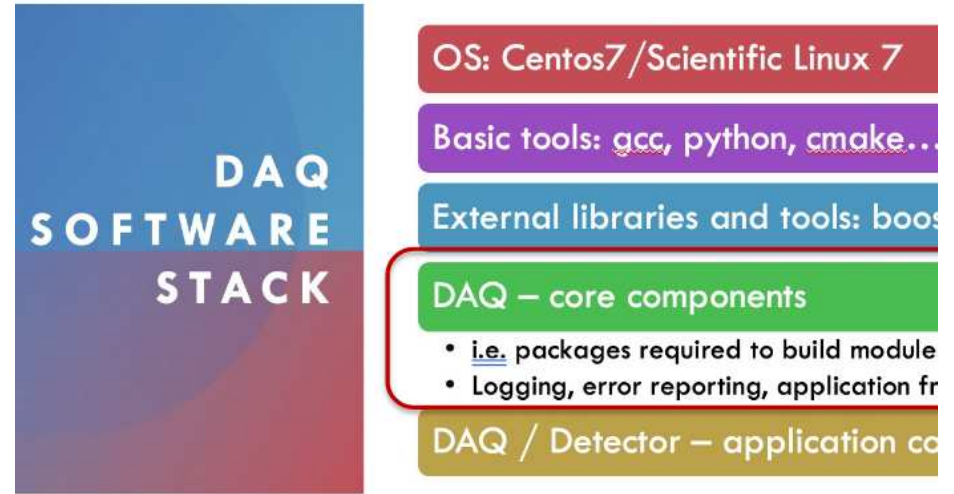 DAQ
SOFTWARE
STACK
OS: Centos7/Scientific Linux 7
Basic tools: gcc, python, cmake...
External libraries and tools:
DAQ – core components
• i.e. packages required to build module
• Logging, error reporting, application
DAQ / Detector – application